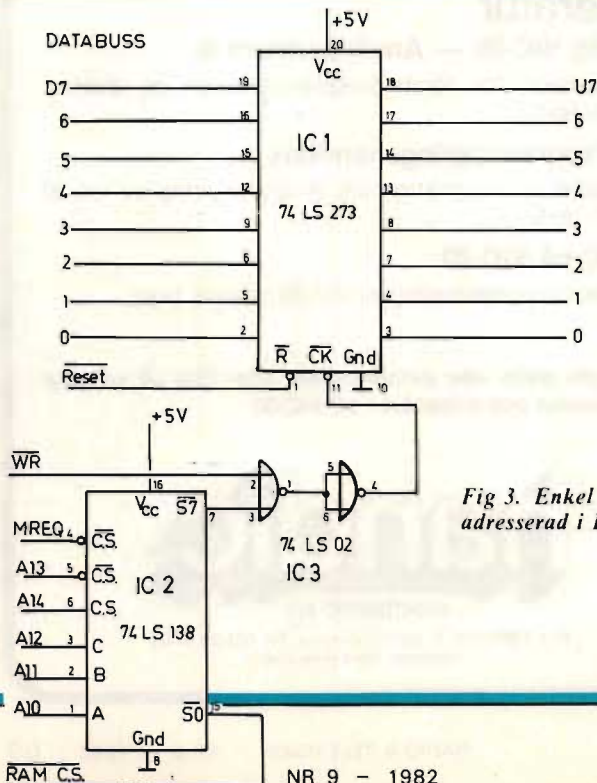 +5V
20
DATABUSS
Vcc
D7 19 18 U7
6 16 17 6
5 15 IC 1 14 5
4 12 13 4
3 9 74 LS 273 8 3
2 6 7 2
1 5 4 1
0 2 3 0
R CK Gnd
Reset 1 11 10
+5V
WR
16 2 1 5 4
Vcc S7 7 3 6
MREQ 4 C.S.
74 LS 02
A13 5 C.S. IC 2 IC 3
A14 6 C.S.
A12 3 C 74 LS 138
A11 2 B
A10 1 A S0 15
Gnd
8
RAM C.S.
Fig 3. Enkel
adresserad i
NR 9 – 1982